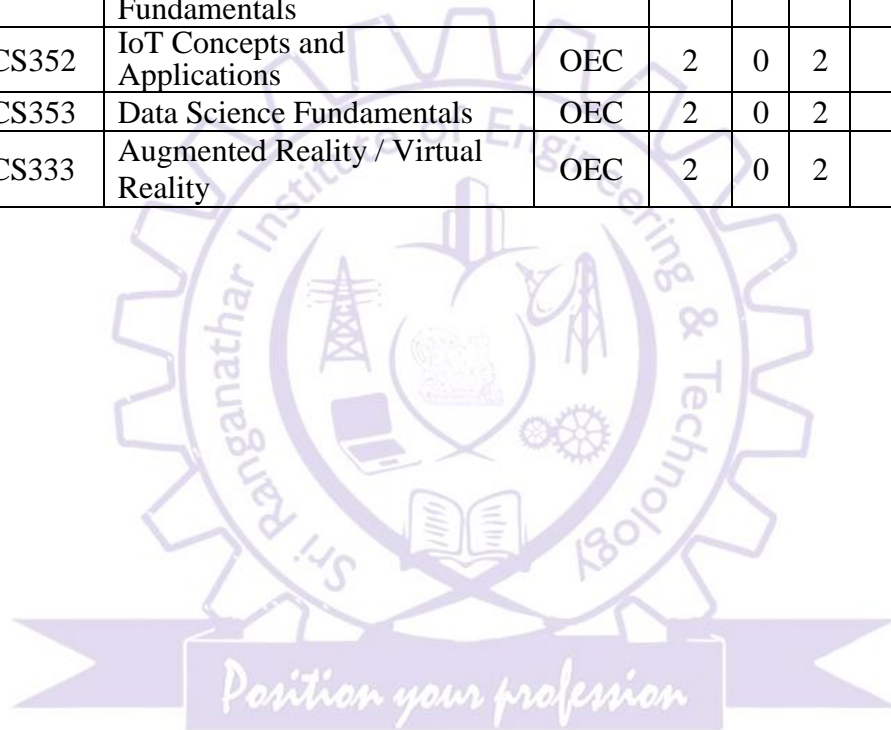 Fundamentals
CS352 IoT Concepts and Applications OEC 2 0 2
CS353 Data Science Fundamentals OEC 2 0 2
CS333 Augmented Reality / Virtual Reality OEC 2 0 2
Sri Ranganathar Institute of Engineering & Technology
Position your profession